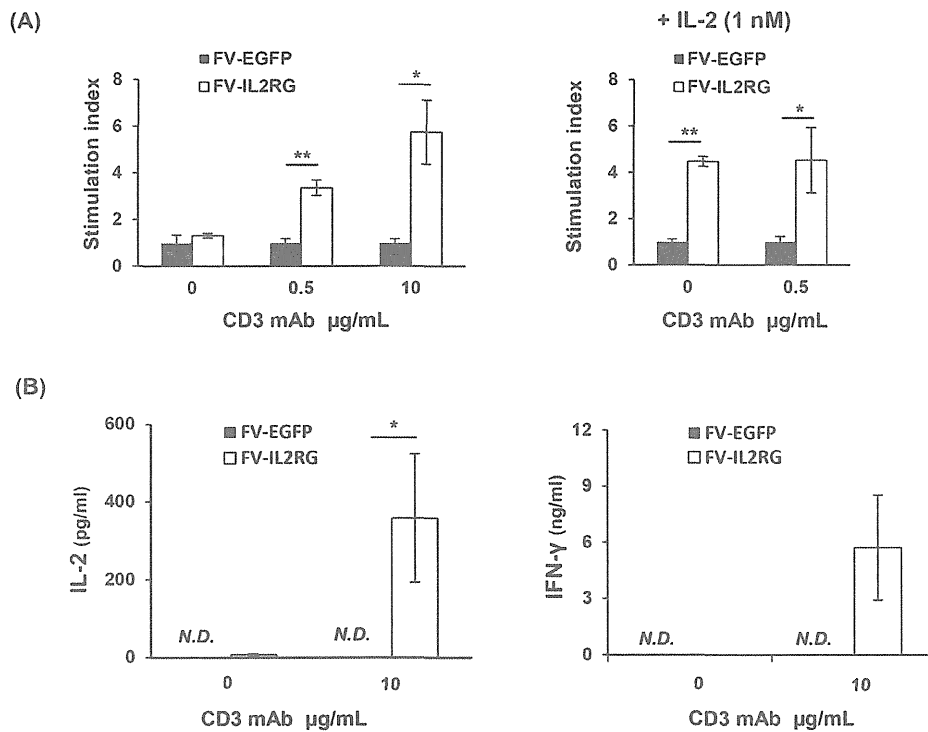 (A)
+ IL-2 (1 nM)
FV-EGFP
FV-IL2RG
Stimulation index
8
6
4
2
0
**
*
0 0.5 10
CD3 mAb µg/mL
FV-EGFP
FV-IL2RG
Stimulation index
8
6
4
2
0
**
*
0 0.5
CD3 mAb µg/mL
(B)
FV-EGFP
FV-IL2RG
IL-2 (pg/ml)
600
400
200
0
*
N.D. N.D.
0 10
CD3 mAb µg/mL
FV-EGFP
FV-IL2RG
IFN-γ (ng/ml)
12
9
6
3
0
N.D. N.D.
0 10
CD3 mAb µg/mL